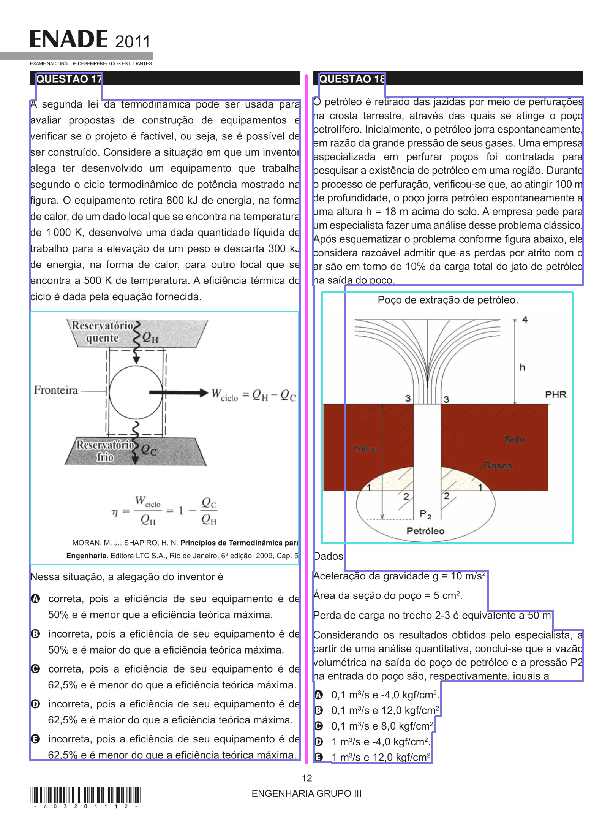 ENADE 2011
EXAME NACIONAL DE DESEMPENHO DOS ESTUDANTES
QUESTÃO 17
A segunda lei da termodinâmica pode ser usada para
avaliar propostas de construção de equipamentos e
verificar se o projeto é factível, ou seja, se é possível de
ser construído. Considere a situação em que um inventor
alega ter desenvolvido um equipamento que trabalha
segundo o ciclo termodinâmico de potência mostrado na
figura. O equipamento retira 800 kJ de energia, na forma
de calor, de um dado local que se encontra na temperatura
de 1 000 K, desenvolve uma dada quantidade líquida de
trabalho para a elevação de um peso e descarta 300 kJ
de energia, na forma de calor, para outro local que se
encontra a 500 K de temperatura. A eficiência térmica do
ciclo é dada pela equação fornecida.
Reservatório
quente
Q_H
Fronteira
W_ciclo = Q_H – Q_C
Reservatório
frio
Q_C
η = W_ciclo / Q_H = 1 – Q_C / Q_H
MORAN, M. J., SHAPIRO, H. N. Princípios de Termodinâmica para
Engenharia. Editora LTC S.A., Rio de Janeiro, 6ª edição, 2009, Cap. 5
Nessa situação, a alegação do inventor é
A correta, pois a eficiência de seu equipamento é de
50% e é menor que a eficiência teórica máxima.
B incorreta, pois a eficiência de seu equipamento é de
50% e é maior do que a eficiência teórica máxima.
C correta, pois a eficiência de seu equipamento é de
62,5% e é menor do que a eficiência teórica máxima.
D incorreta, pois a eficiência de seu equipamento é de
62,5% e é maior do que a eficiência teórica máxima.
E incorreta, pois a eficiência de seu equipamento é de
62,5% e é menor do que a eficiência teórica máxima.
QUESTÃO 18
O petróleo é retirado das jazidas por meio de perfurações
na crosta terrestre, através das quais se atinge o poço
petrolífero. Inicialmente, o petróleo jorra espontaneamente,
em razão da grande pressão de seus gases. Uma empresa
especializada em perfurar poços foi contratada para
pesquisar a existência de petróleo em uma região. Durante
o processo de perfuração, verificou-se que, ao atingir 100 m
de profundidade, o poço jorra petróleo espontaneamente a
uma altura h = 18 m acima do solo. A empresa pede para
um especialista fazer uma análise desse problema clássico.
Após esquematizar o problema conforme figura abaixo, ele
considera razoável admitir que as perdas por atrito com o
ar são em torno de 10% da carga total do jato de petróleo
na saída do poço.
Poço de extração de petróleo.
4
h
PHR
3 3
Solo
100 m
Gases
1 1
2 2
P2
Petróleo
Dados:
Aceleração da gravidade g = 10 m/s²
Área da seção do poço = 5 cm².
Perda de carga no trecho 2-3 é equivalente a 50 m
Considerando os resultados obtidos pelo especialista, a
partir de uma análise quantitativa, conclui-se que a vazão
volumétrica na saída do poço de petróleo e a pressão P2
na entrada do poço são, respectivamente, iguais a
A 0,1 m³/s e -4,0 kgf/cm².
B 0,1 m³/s e 12,0 kgf/cm².
C 0,1 m³/s e 8,0 kgf/cm².
D 1 m³/s e -4,0 kgf/cm².
E 1 m³/s e 12,0 kgf/cm².
12
ENGENHARIA GRUPO III